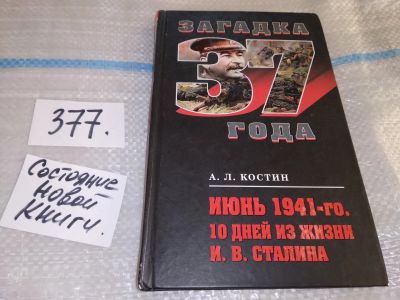 377.
Состояние
Новой
Книги.
ЗАГАДКА
37
ГОДА
А. Л. КОСТИН
ИЮНЬ 1941-го.
10 ДНЕЙ ИЗ ЖИЗНИ
И. В. СТАЛИНА